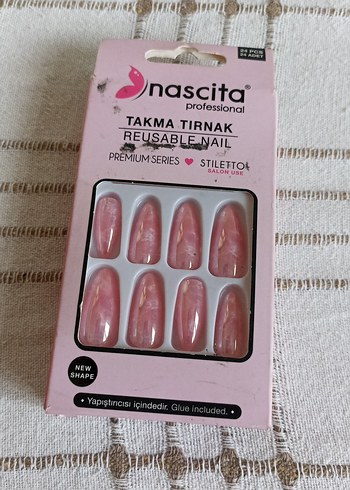 24 PCS
24 ADET
nascita®
professional
TAKMA TIRNAK
REUSABLE NAIL
PREMIUM SERIES ♥ STILETTO
SALON USE
NEW
SHAPE
• Yapıştırıcısı içindedir. Glue included. •